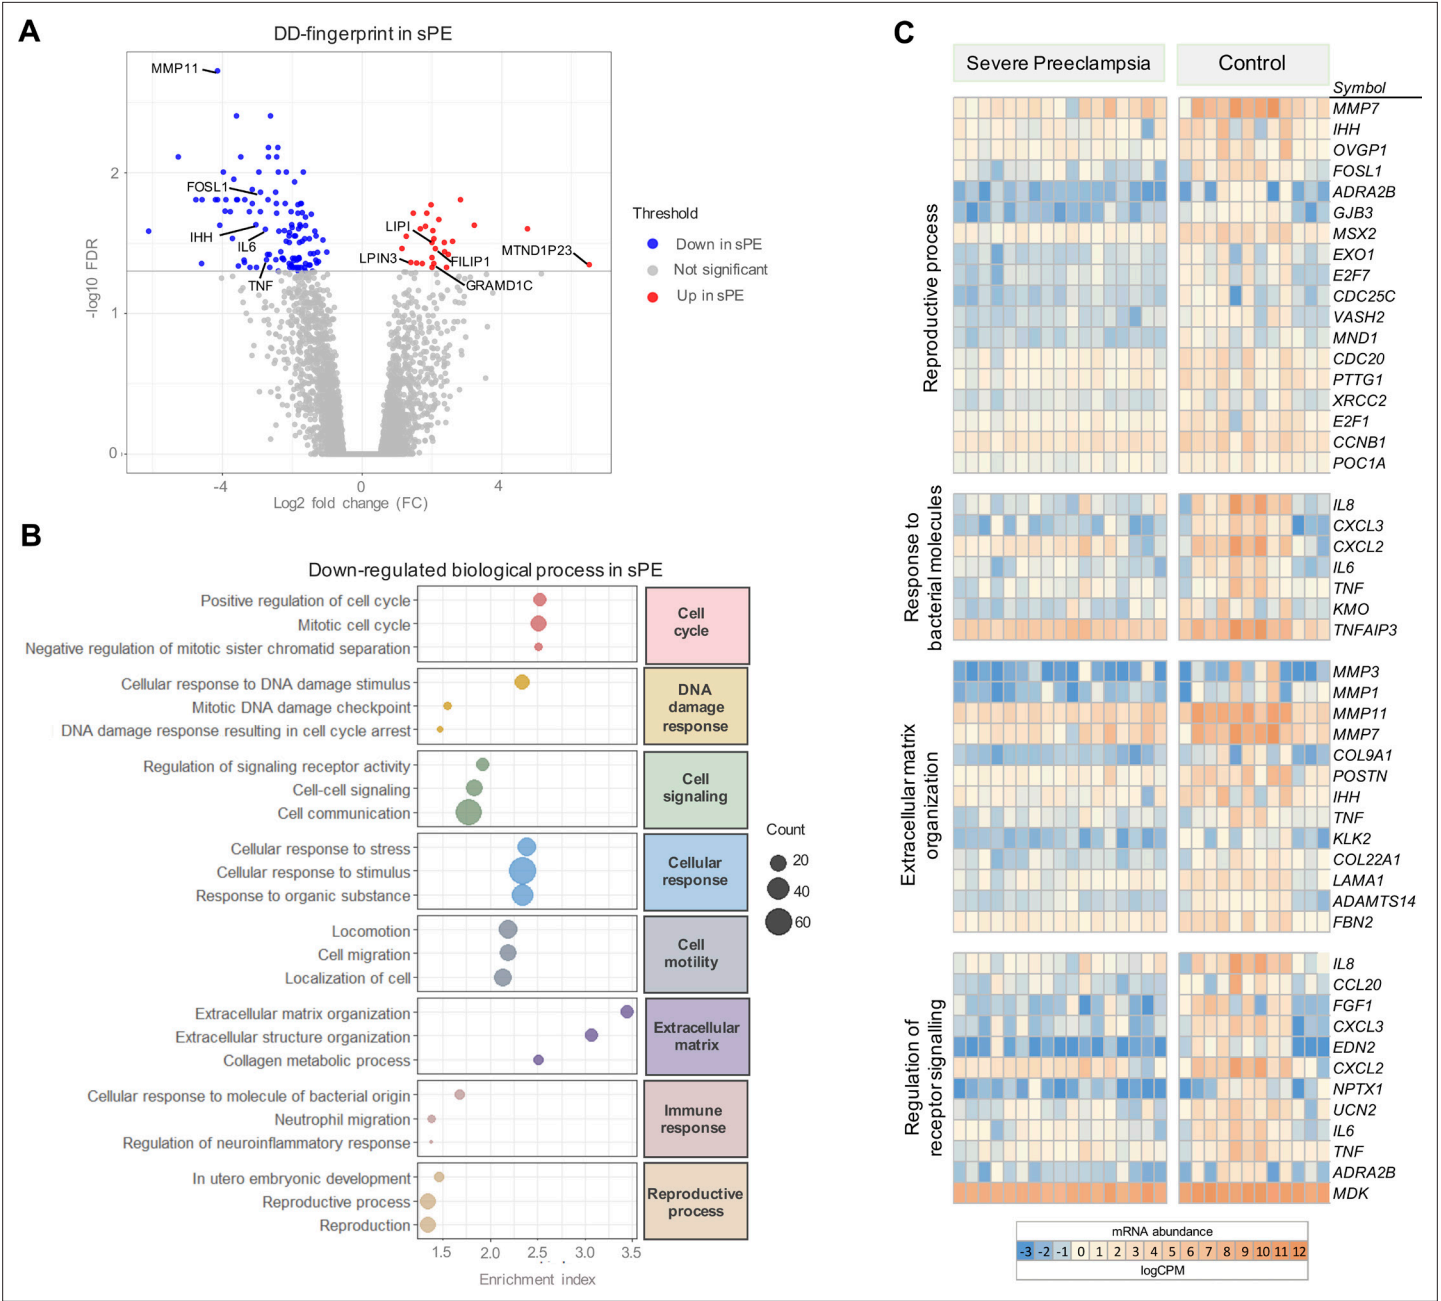 A
DD-fingerprint in sPE
MMP11
FOSL1
IHH
IL6
TNF
LIPI
LPIN3
FILIP1
MTND1P23
GRAMD1C
-log10 FDR
2
1
0
-4
0
4
Log2 fold change (FC)
Threshold
Down in sPE
Not significant
Up in sPE
B
Down-regulated biological process in sPE
Positive regulation of cell cycle
Mitotic cell cycle
Negative regulation of mitotic sister chromatid separation
Cell
cycle
Cellular response to DNA damage stimulus
Mitotic DNA damage checkpoint
DNA damage response resulting in cell cycle arrest
DNA
damage
response
Regulation of signaling receptor activity
Cell-cell signaling
Cell communication
Cell
signaling
Cellular response to stress
Cellular response to stimulus
Response to organic substance
Cellular
response
Locomotion
Cell migration
Localization of cell
Cell
motility
Extracellular matrix organization
Extracellular structure organization
Collagen metabolic process
Extracellular
matrix
Cellular response to molecule of bacterial origin
Neutrophil migration
Regulation of neuroinflammatory response
Immune
response
In utero embryonic development
Reproductive process
Reproduction
Reproductive
process
1.5 2.0 2.5 3.0 3.5
Enrichment index
Count
20
40
60
C
Severe Preeclampsia
Control
Symbol
Reproductive process
MMP7
IHH
OVGP1
FOSL1
ADRA2B
GJB3
MSX2
EXO1
E2F7
CDC25C
VASH2
MND1
CDC20
PTTG1
XRCC2
E2F1
CCNB1
POC1A
Response to
bacterial molecules
IL8
CXCL3
CXCL2
IL6
TNF
KMO
TNFAIP3
Extracellular matrix
organization
MMP3
MMP1
MMP11
MMP7
COL9A1
POSTN
IHH
TNF
KLK2
COL22A1
LAMA1
ADAMTS14
FBN2
Regulation of
receptor signalling
IL8
CCL20
FGF1
CXCL3
EDN2
CXCL2
NPTX1
UCN2
IL6
TNF
ADRA2B
MDK
mRNA abundance
-3 -2 -1 0 1 2 3 4 5 6 7 8 9 10 11 12
logCPM